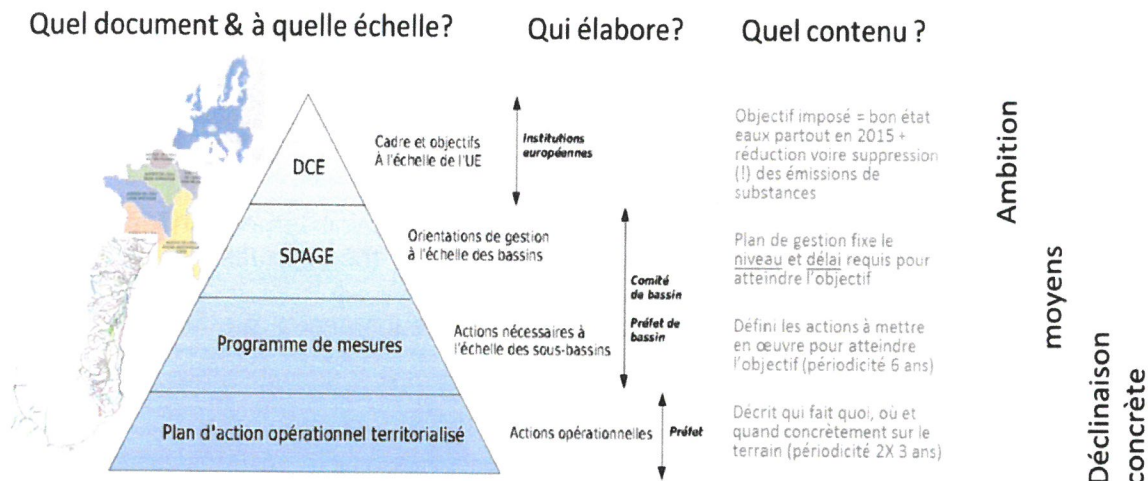 Quel document & à quelle échelle?
Qui élabore?
Quel contenu ?
DCE
Cadre et objectifs
À l'échelle de l'UE
Institutions
européennes
Objectif imposé = bon état
eaux partout en 2015 +
réduction voire suppression
(!) des émissions de
substances
Ambition
SDAGE
Orientations de gestion
à l'échelle des bassins
Comité
de bassin
Préfet de
bassin
Plan de gestion fixe le
niveau et délai requis pour
atteindre l'objectif
moyens
Programme de mesures
Actions nécessaires à
l'échelle des sous-bassins
Défini les actions à mettre
en œuvre pour atteindre
l'objectif (périodicité 6 ans)
Plan d'action opérationnel territorialisé
Actions opérationnelles
Préfet
Décrit qui fait quoi, où et
quand concrètement sur le
terrain (périodicité 2X 3 ans)
Déclinaison
concrète